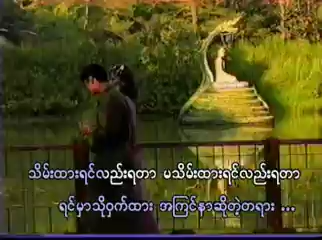 သိမ်းထားရင်လည်းရတာ မသိမ်းထားရင်လည်းရတာ
ရင်မှာသိုဝှက်ထား အကြင်နာဆိုတဲ့တရား ...